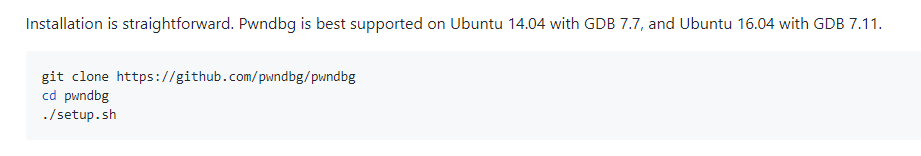 Installation is straightforward. Pwndbg is best supported on Ubuntu 14.04 with GDB 7.7, and Ubuntu 16.04 with GDB 7.11.
git clone https://github.com/pwndbg/pwndbg
cd pwndbg
./setup.sh